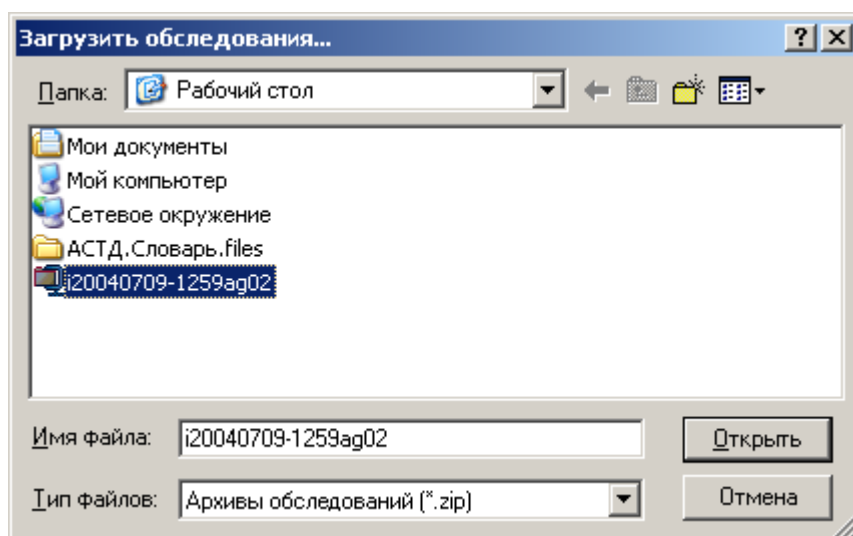 Загрузить обследования...
Папка: Рабочий стол
Мои документы
Мой компьютер
Сетевое окружение
АСТД.Словарь.files
i20040709-1259ag02
Имя файла: i20040709-1259ag02 Открыть
Тип файлов: Архивы обследований (*.zip) Отмена